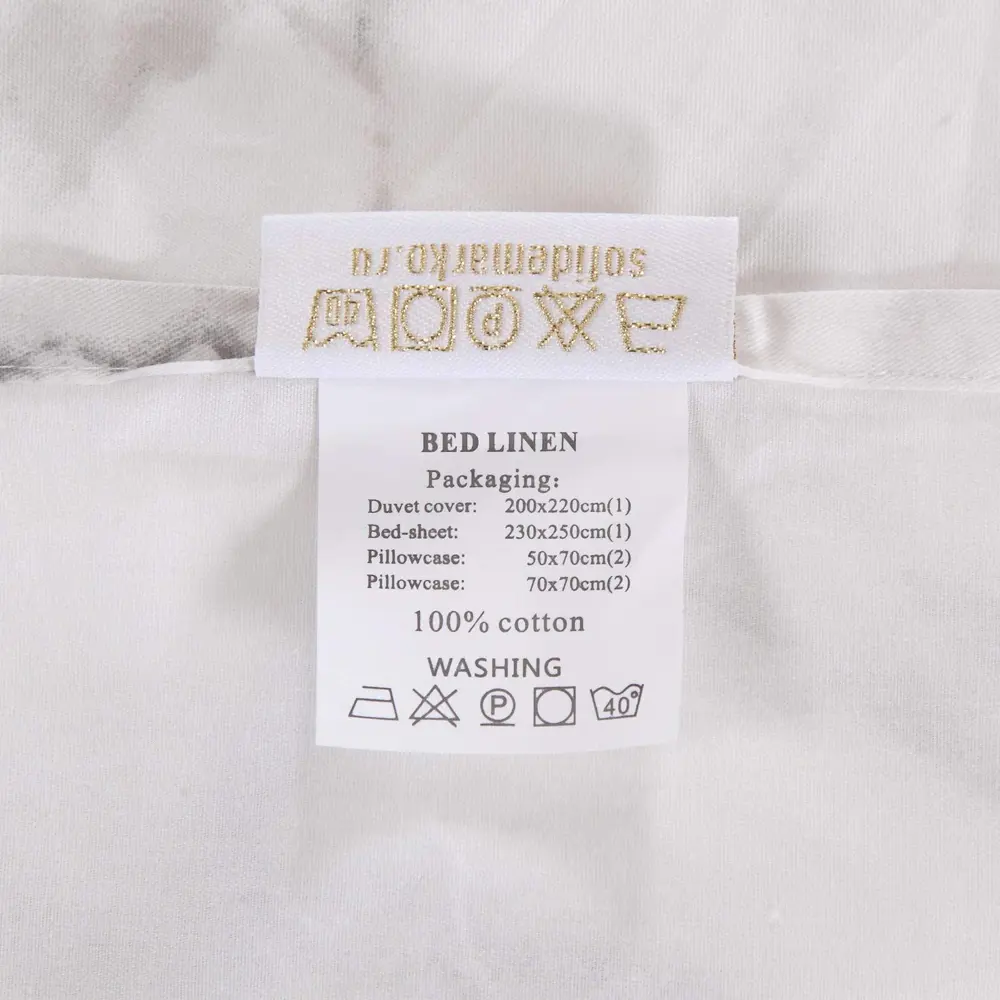 solidemarko.ru
40
P
BED LINEN
Packaging:
Duvet cover: 200x220cm(1)
Bed-sheet: 230x250cm(1)
Pillowcase: 50x70cm(2)
Pillowcase: 70x70cm(2)
100% cotton
WASHING
P 40°